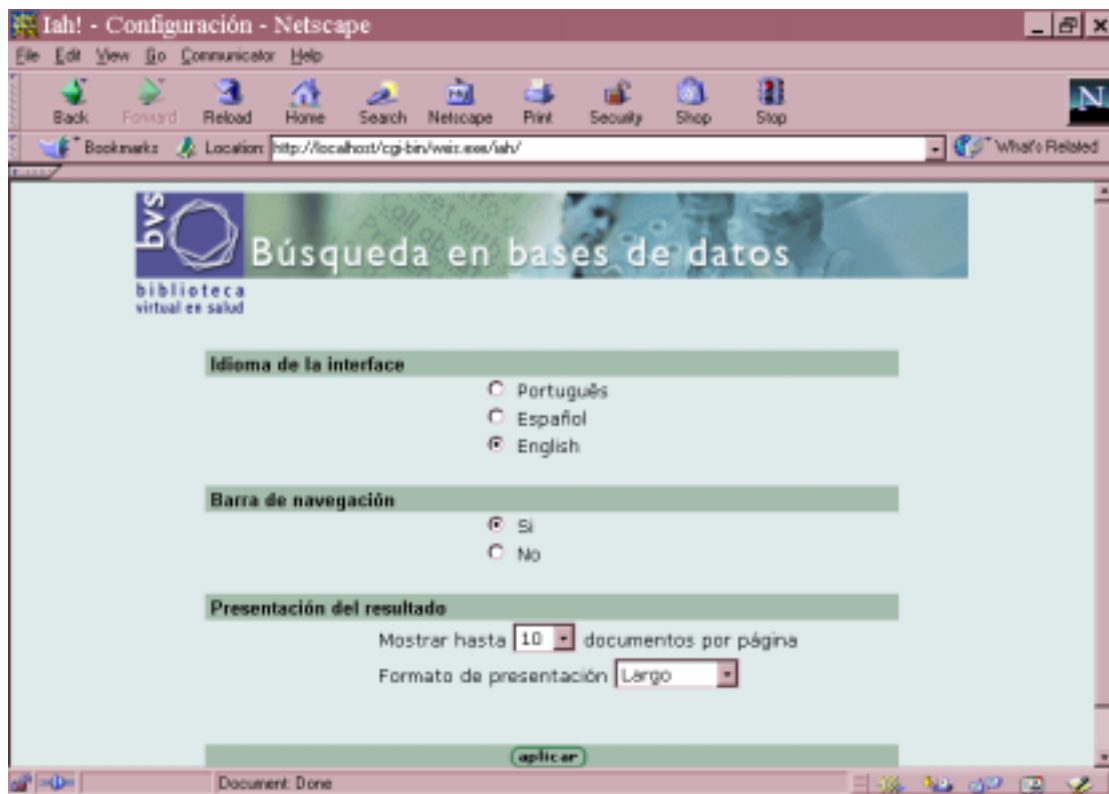 Iah! - Configuración - Netscape
File Edit View Go Communicator Help
Back Forward Reload Home Search Netscape Print Security Shop Stop
N
Bookmarks Location: http://localhost/cgi-bin/wxis.exe/iah/ What's Related
bvs
Búsqueda en bases de datos
biblioteca
virtual en salud
Idioma de la interface
Português
Español
English
Barra de navegación
Si
No
Presentación del resultado
Mostrar hasta 10 documentos por página
Formato de presentación Largo
aplicar
Document: Done